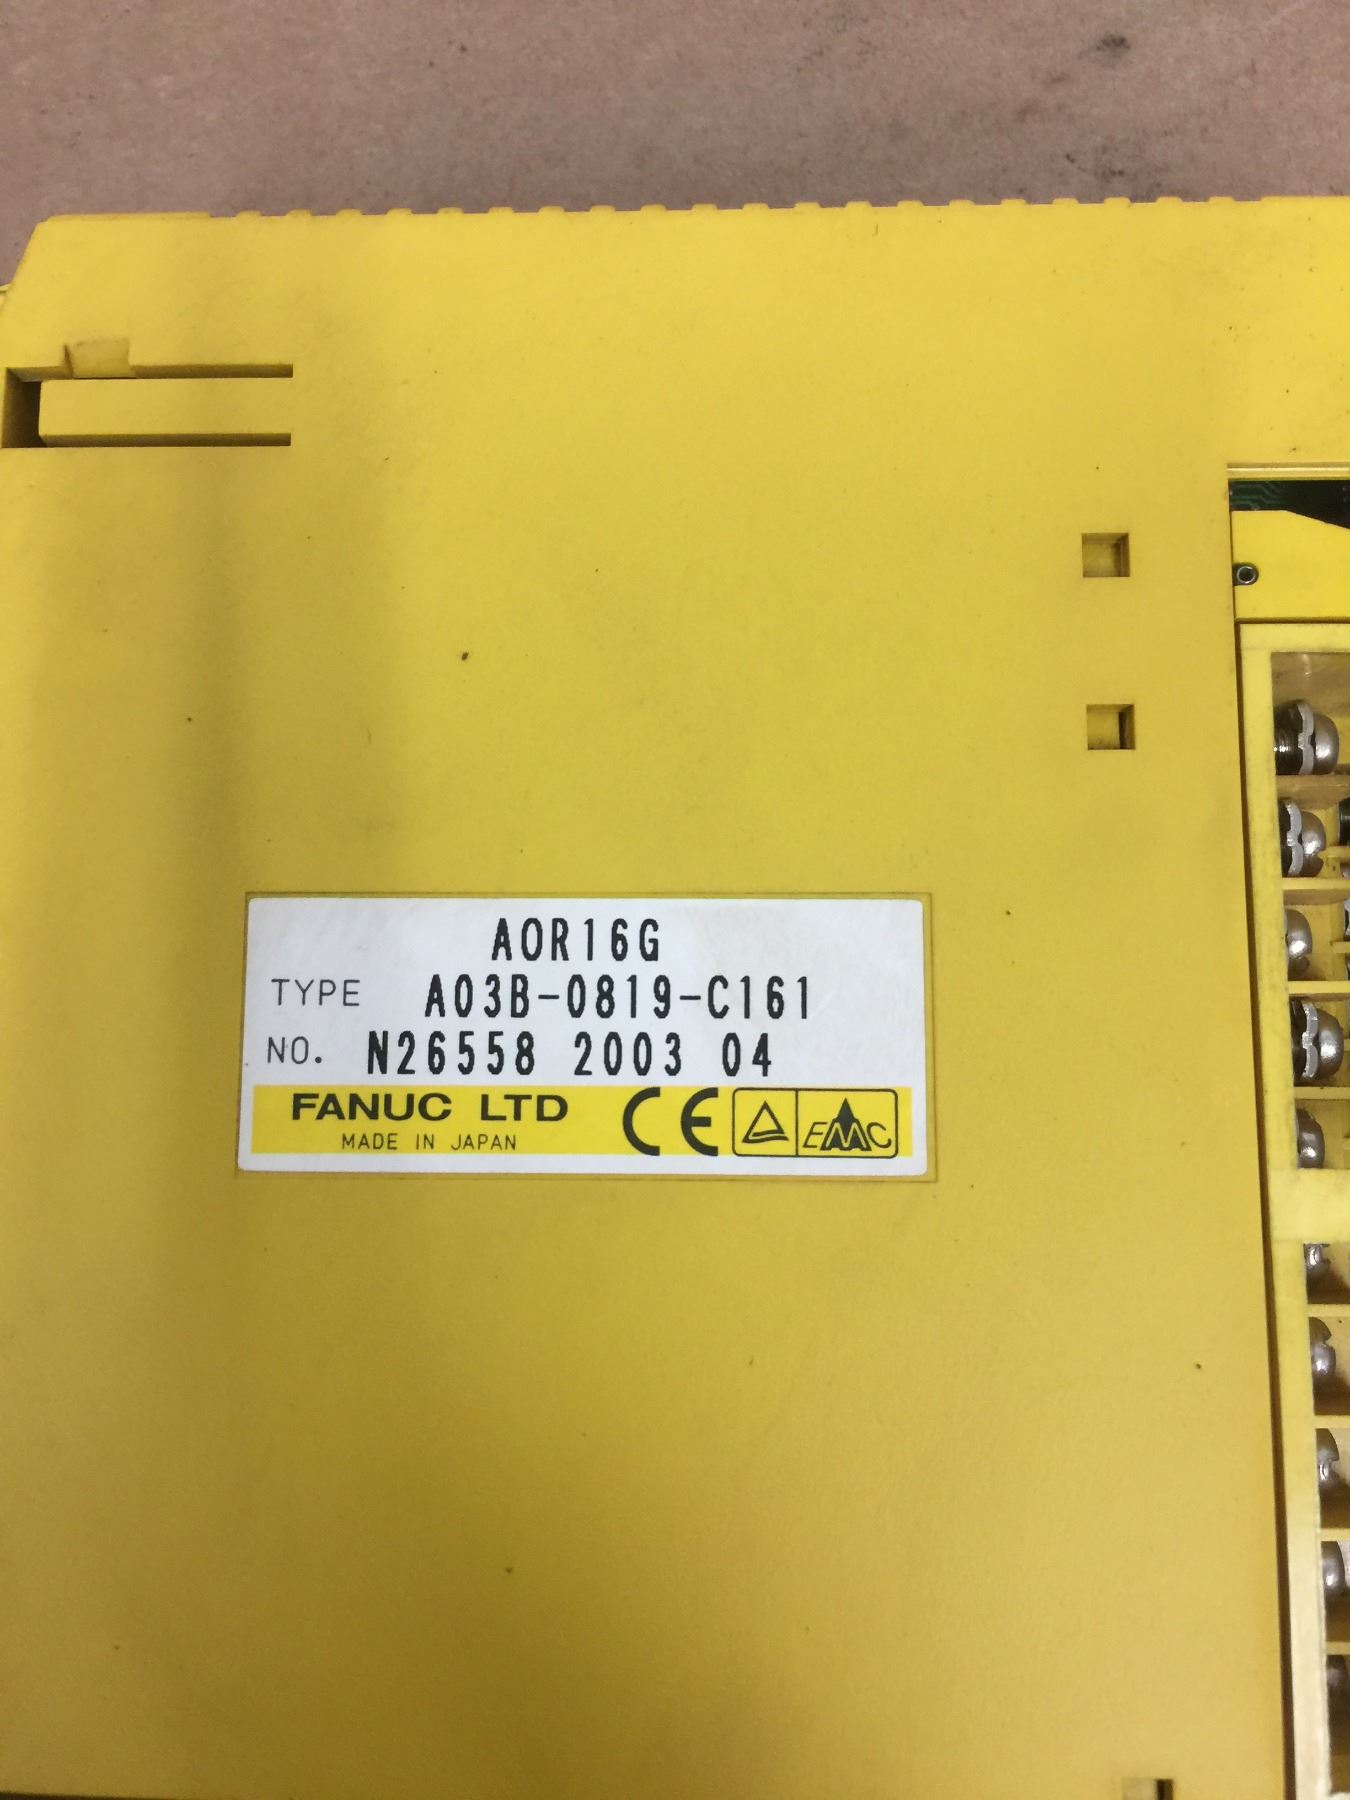 AOR16G
TYPE A03B-0819-C161
NO. N26558 2003 04
FANUC LTD CE EMC
MADE IN JAPAN